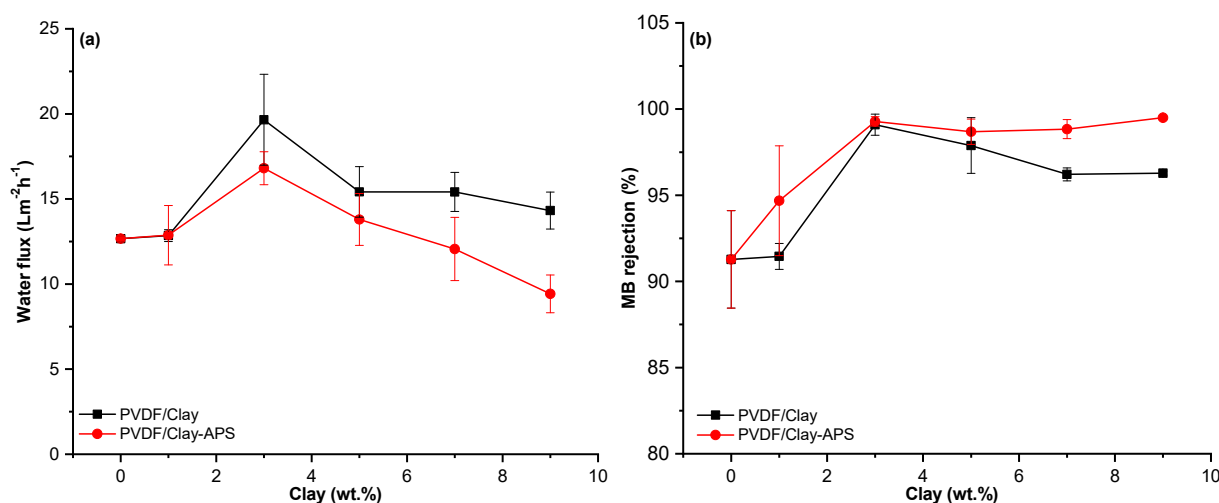 (a)
Water flux (Lm⁻²h⁻¹)
25
20
15
10
5
0
PVDF/Clay
PVDF/Clay-APS
0 2 4 6 8 10
Clay (wt.%)
(b)
MB rejection (%)
105
100
95
90
85
80
PVDF/Clay
PVDF/Clay-APS
0 2 4 6 8 10
Clay (wt.%)